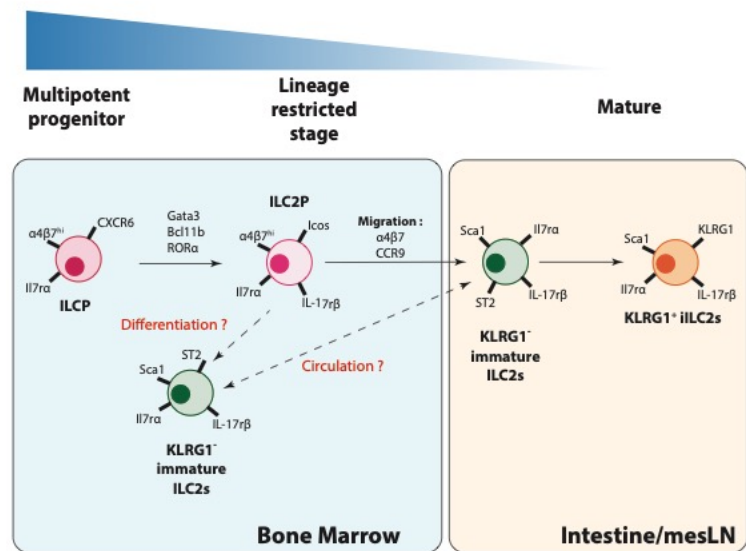 Multipotent
progenitor
Lineage
restricted
stage
Mature
α4β7ʰⁱ
CXCR6
Il7rα
ILCP
Gata3
Bcl11b
RORα
ILC2P
α4β7ʰⁱ
Icos
Il7rα
IL-17rβ
Migration :
α4β7
CCR9
Sca1
Il7rα
ST2
IL-17rβ
KLRG1⁻
immature
ILC2s
Sca1
KLRG1
Il7rα
IL-17rβ
KLRG1⁺ iILC2s
Differentiation ?
Circulation ?
Sca1
ST2
Il7rα
IL-17rβ
KLRG1⁻
immature
ILC2s
Bone Marrow
Intestine/mesLN